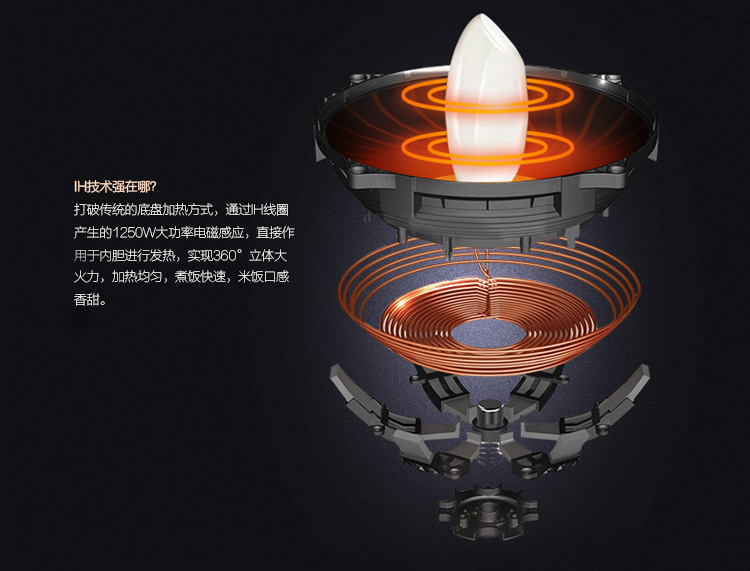 IH技术强在哪?
打破传统的底盘加热方式，通过IH线圈
产生的1250W大功率电磁感应，直接作
用于内胆进行发热，实现360°立体大
火力，加热均匀，煮饭快速，米饭口感
香甜。